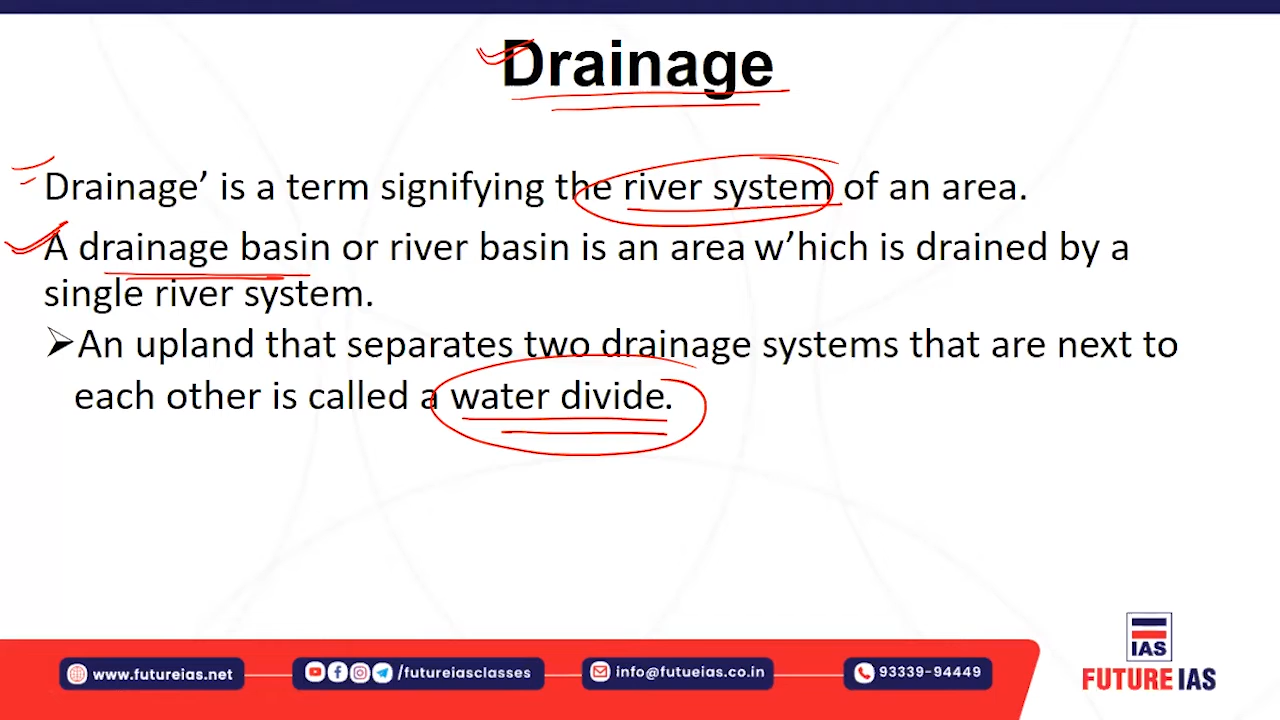 Drainage
Drainage’ is a term signifying the river system of an area.
A drainage basin or river basin is an area w’hich is drained by a
single river system.
➢An upland that separates two drainage systems that are next to
each other is called a water divide.
IAS
FUTURE IAS
www.futureias.net
/futureiasclasses
info@futueias.co.in
93339-94449